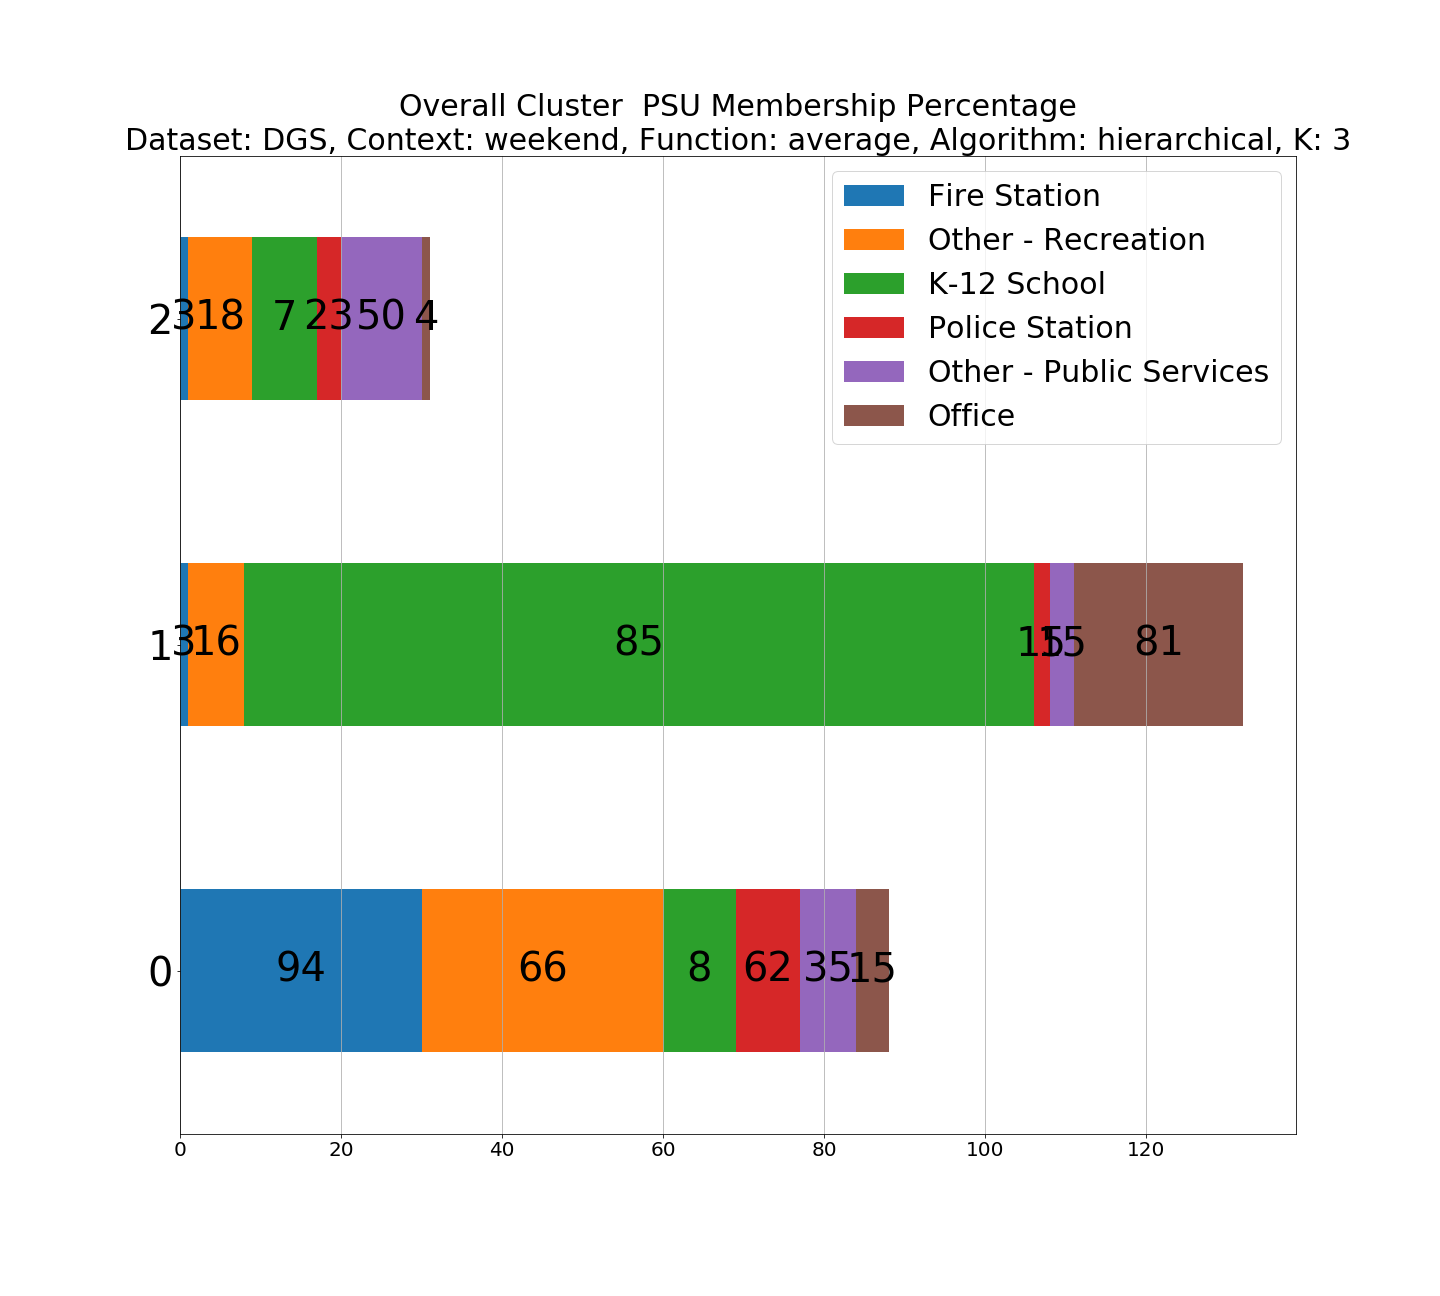 Overall Cluster  PSU Membership Percentage
Dataset: DGS, Context: weekend, Function: average, Algorithm: hierarchical, K: 3
Fire Station
Other - Recreation
K-12 School
Police Station
Other - Public Services
Office
2 3 18 7 23 50 4
1 3 16 85 15 15 81
0 94 66 8 62 35 15
0 20 40 60 80 100 120